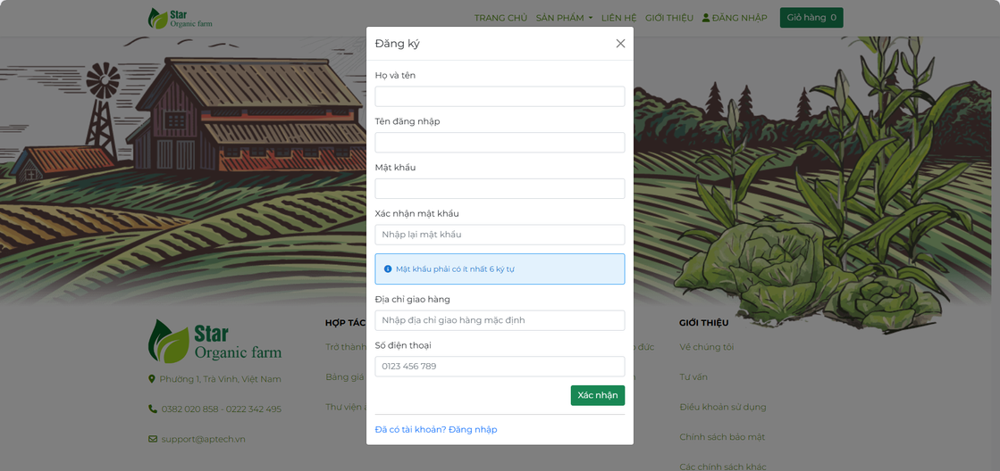 Star
Organic farm
TRANG CHỦ SẢN PHẨM LIÊN HỆ GIỚI THIỆU ĐĂNG NHẬP Giỏ hàng 0
Đăng ký
Họ và tên
Tên đăng nhập
Mật khẩu
Xác nhận mật khẩu
Nhập lại mật khẩu
Mật khẩu phải có ít nhất 6 ký tự
Địa chỉ giao hàng
Nhập địa chỉ giao hàng mặc định
Số điện thoại
0123 456 789
Xác nhận
Đã có tài khoản? Đăng nhập
Star
Organic farm
Phường 1, Trà Vinh, Việt Nam
0382 020 858 - 0222 342 495
support@aptech.vn
HỢP TÁC
Trở thành
Bảng giá
Thư viện
đức
GIỚI THIỆU
Về chúng tôi
Tư vấn
Điều khoản sử dụng
Chính sách bảo mật
Các chính sách khác